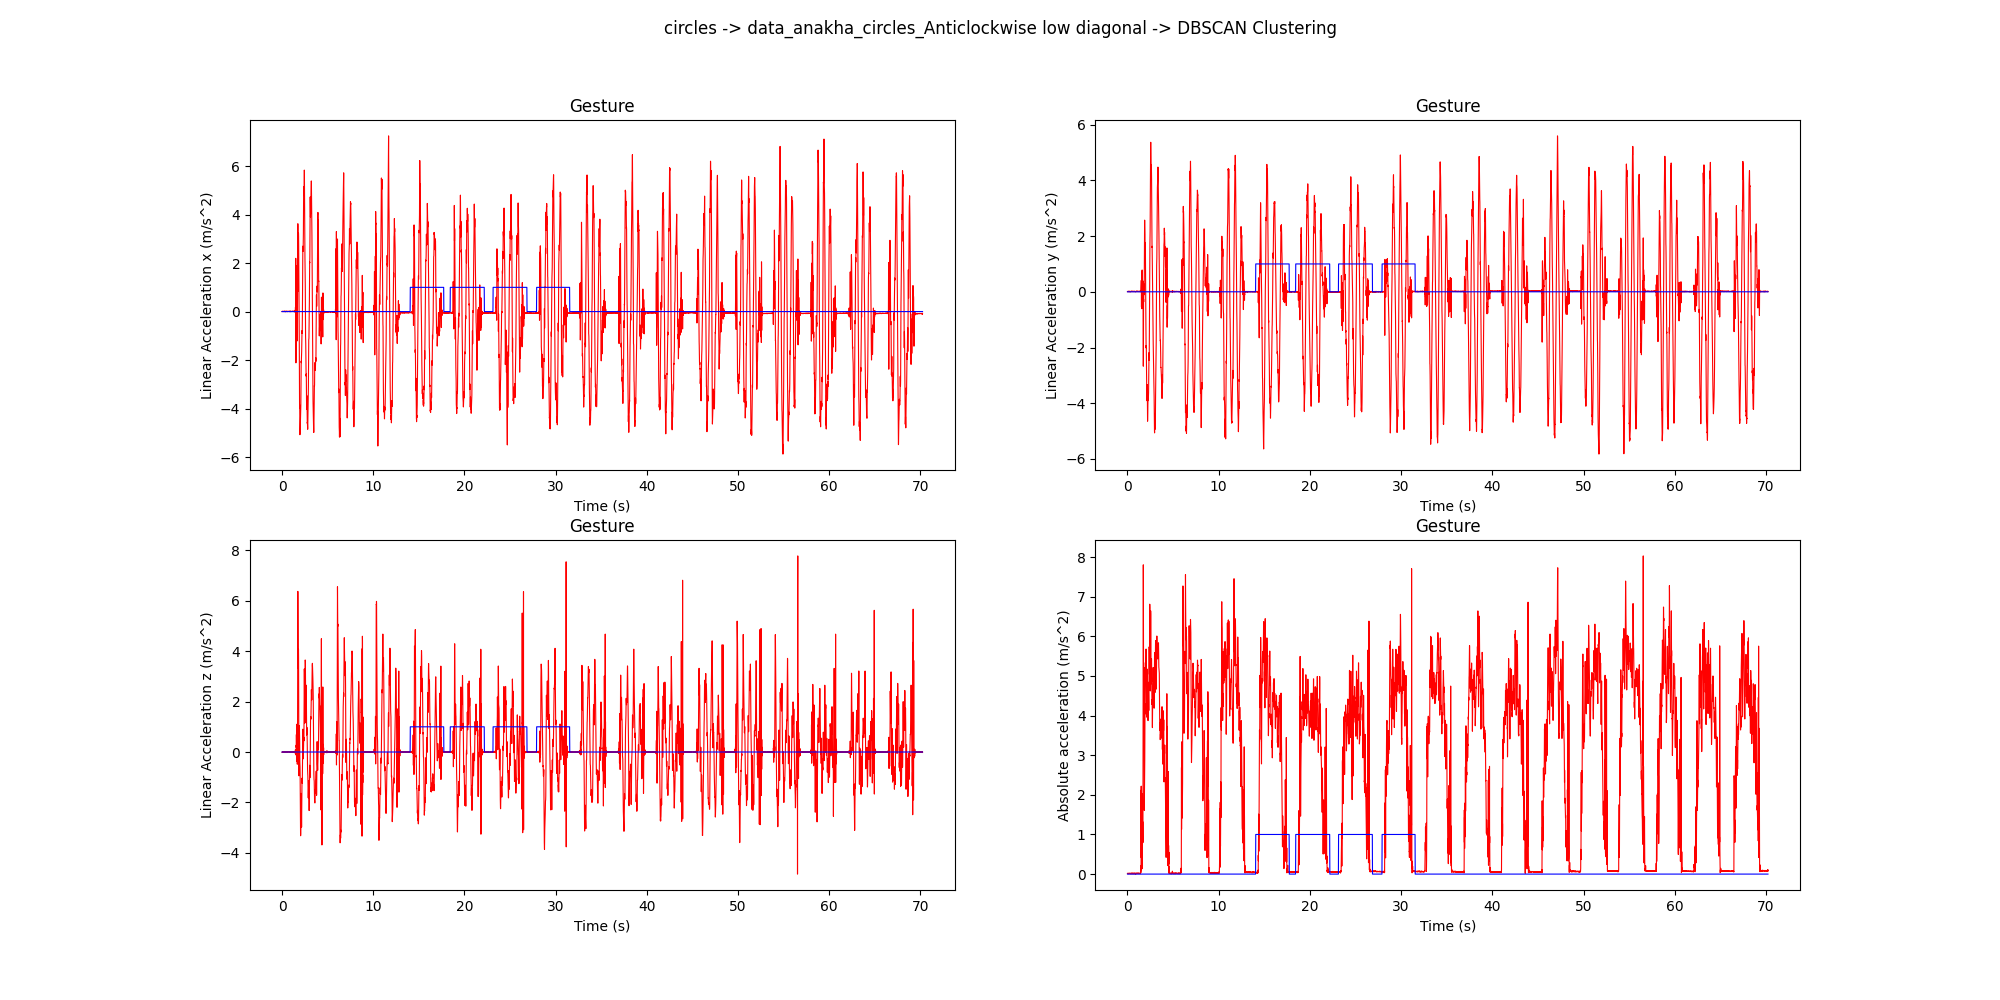 circles -> data_anakha_circles_Anticlockwise low diagonal -> DBSCAN Clustering
Gesture
Linear Acceleration x (m/s^2)
6
4
2
0
−2
−4
−6
0 10 20 30 40 50 60 70
Time (s)
Gesture
Linear Acceleration y (m/s^2)
6
4
2
0
−2
−4
−6
0 10 20 30 40 50 60 70
Time (s)
Gesture
Linear Acceleration z (m/s^2)
8
6
4
2
0
−2
−4
0 10 20 30 40 50 60 70
Time (s)
Gesture
Absolute acceleration (m/s^2)
8
7
6
5
4
3
2
1
0
0 10 20 30 40 50 60 70
Time (s)